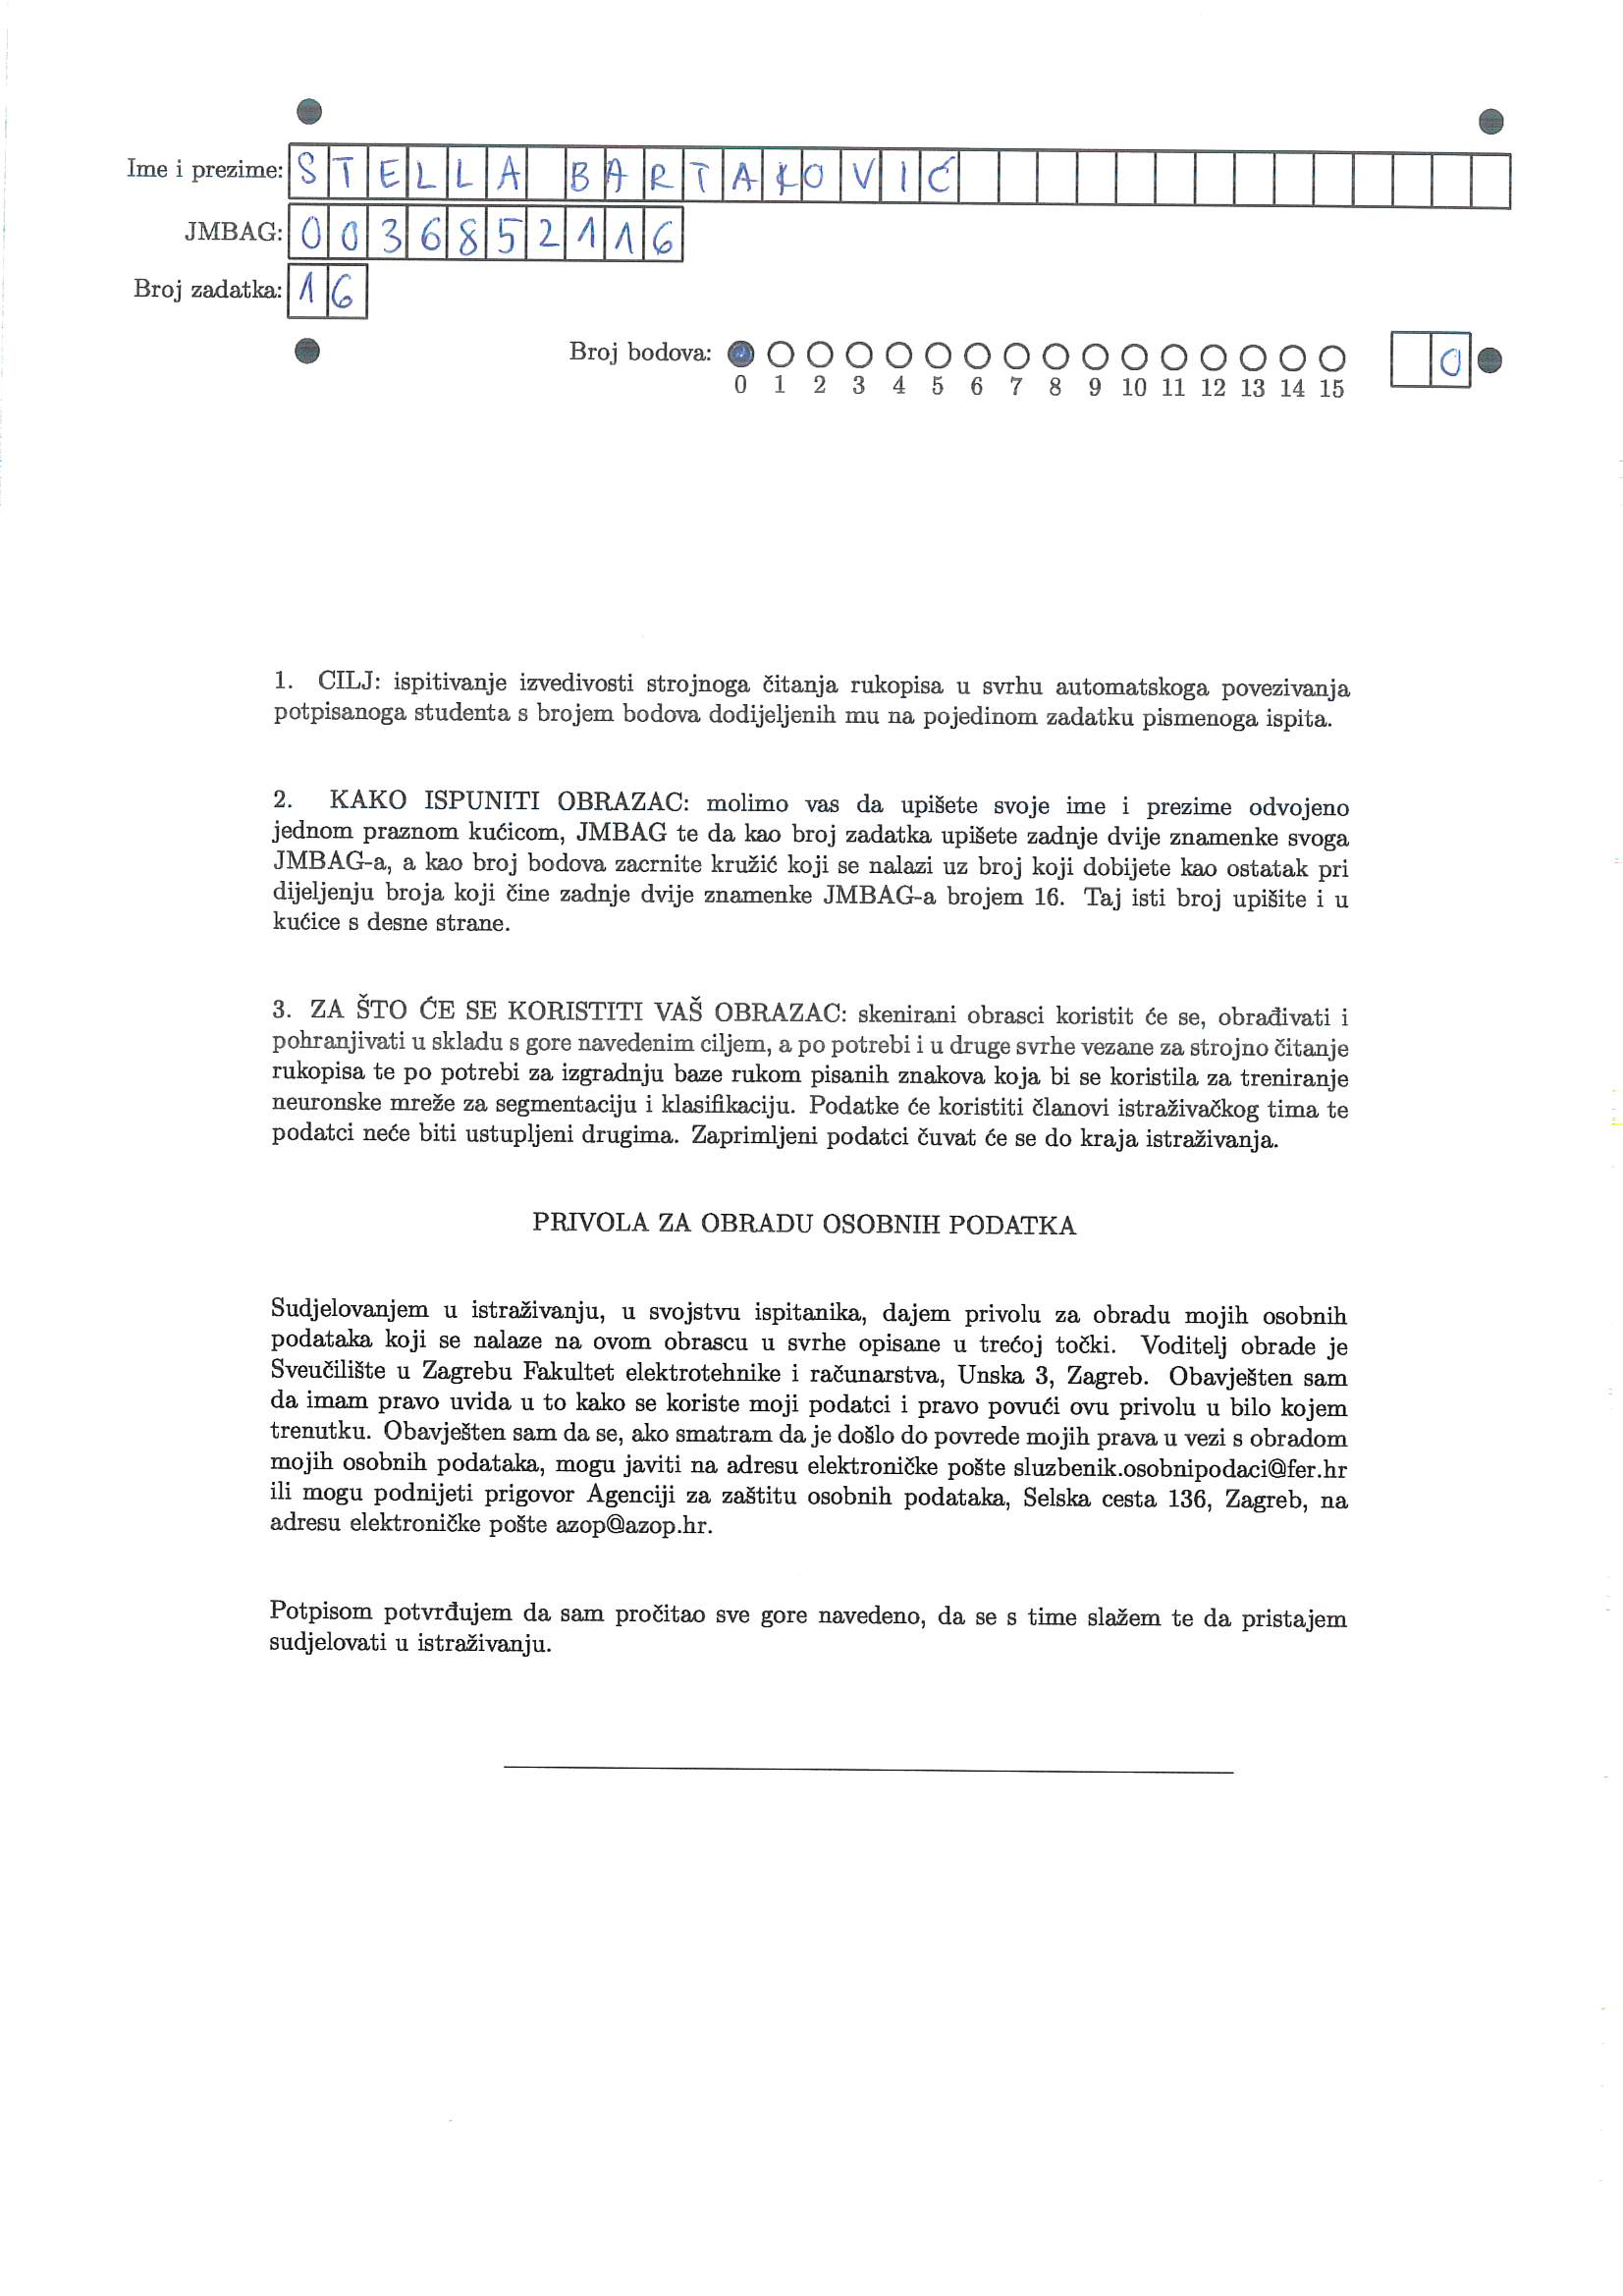 Ime i prezime: STELLA BARTAKOVIĆ
JMBAG: 0036852116
Broj zadatka: 16
Broj bodova: 0
0 1 2 3 4 5 6 7 8 9 10 11 12 13 14 15
1. CILJ: ispitivanje izvedivosti strojnoga čitanja rukopisa u svrhu automatskoga povezivanja
potpisanoga studenta s brojem bodova dodijeljenih mu na pojedinom zadatku pismenoga ispita.
2. KAKO ISPUNITI OBRAZAC: molimo vas da upišete svoje ime i prezime odvojeno
jednom praznom kućicom, JMBAG te da kao broj zadatka upišete zadnje dvije znamenke svoga
JMBAG-a, a kao broj bodova zacrnite kružić koji se nalazi uz broj koji dobijete kao ostatak pri
dijeljenju broja koji čine zadnje dvije znamenke JMBAG-a brojem 16. Taj isti broj upišite i u
kućice s desne strane.
3. ZA ŠTO ĆE SE KORISTITI VAŠ OBRAZAC: skenirani obrasci koristit će se, obrađivati i
pohranjivati u skladu s gore navedenim ciljem, a po potrebi i u druge svrhe vezane za strojno čitanje
rukopisa te po potrebi za izgradnju baze rukom pisanih znakova koja bi se koristila za treniranje
neuronske mreže za segmentaciju i klasifikaciju. Podatke će koristiti članovi istraživačkog tima te
podatci neće biti ustupljeni drugima. Zaprimljeni podatci čuvat će se do kraja istraživanja.
PRIVOLA ZA OBRADU OSOBNIH PODATKA
Sudjelovanjem u istraživanju, u svojstvu ispitanika, dajem privolu za obradu mojih osobnih
podataka koji se nalaze na ovom obrascu u svrhe opisane u trećoj točki. Voditelj obrade je
Sveučilište u Zagrebu Fakultet elektrotehnike i računarstva, Unska 3, Zagreb. Obavješten sam
da imam pravo uvida u to kako se koriste moji podatci i pravo povući ovu privolu u bilo kojem
trenutku. Obavješten sam da se, ako smatram da je došlo do povrede mojih prava u vezi s obradom
mojih osobnih podataka, mogu javiti na adresu elektroničke pošte sluzbenik.osobnipodaci@fer.hr
ili mogu podnijeti prigovor Agenciji za zaštitu osobnih podataka, Selska cesta 136, Zagreb, na
adresu elektroničke pošte azop@azop.hr.
Potpisom potvrđujem da sam pročitao sve gore navedeno, da se s time slažem te da pristajem
sudjelovati u istraživanju.